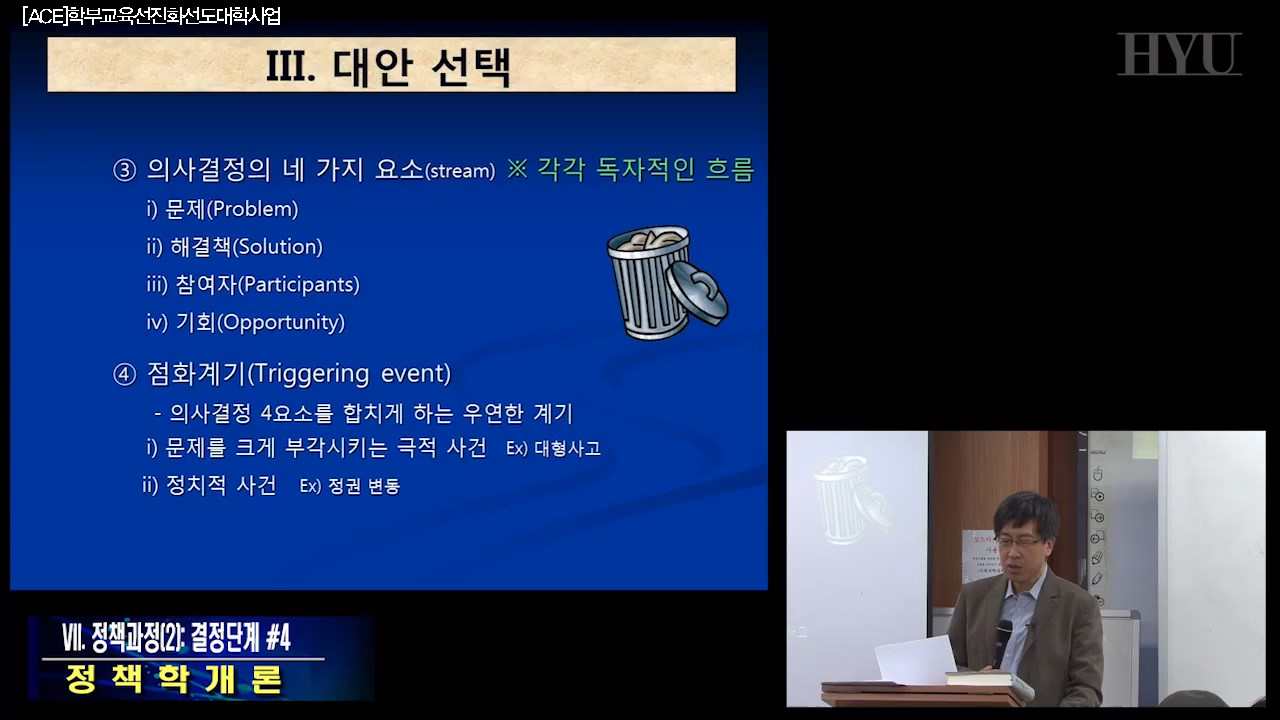 [ACE]학부교육선진화선도대학사업
HYU
III. 대안 선택
③ 의사결정의 네 가지 요소(stream) ※ 각각 독자적인 흐름
i) 문제(Problem)
ii) 해결책(Solution)
iii) 참여자(Participants)
iv) 기회(Opportunity)
④ 점화계기(Triggering event)
- 의사결정 4요소를 합치게 하는 우연한 계기
i) 문제를 크게 부각시키는 극적 사건 Ex) 대형사고
ii) 정치적 사건 Ex) 정권 변동
VII. 정책과정(2): 결정단계 #4
정책학개론